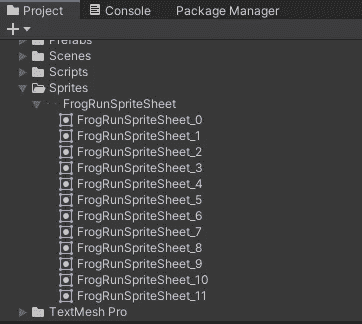 Project Console Package Manager
Prefabs
Scenes
Scripts
Sprites
FrogRunSpriteSheet
FrogRunSpriteSheet_0
FrogRunSpriteSheet_1
FrogRunSpriteSheet_2
FrogRunSpriteSheet_3
FrogRunSpriteSheet_4
FrogRunSpriteSheet_5
FrogRunSpriteSheet_6
FrogRunSpriteSheet_7
FrogRunSpriteSheet_8
FrogRunSpriteSheet_9
FrogRunSpriteSheet_10
FrogRunSpriteSheet_11
TextMesh Pro